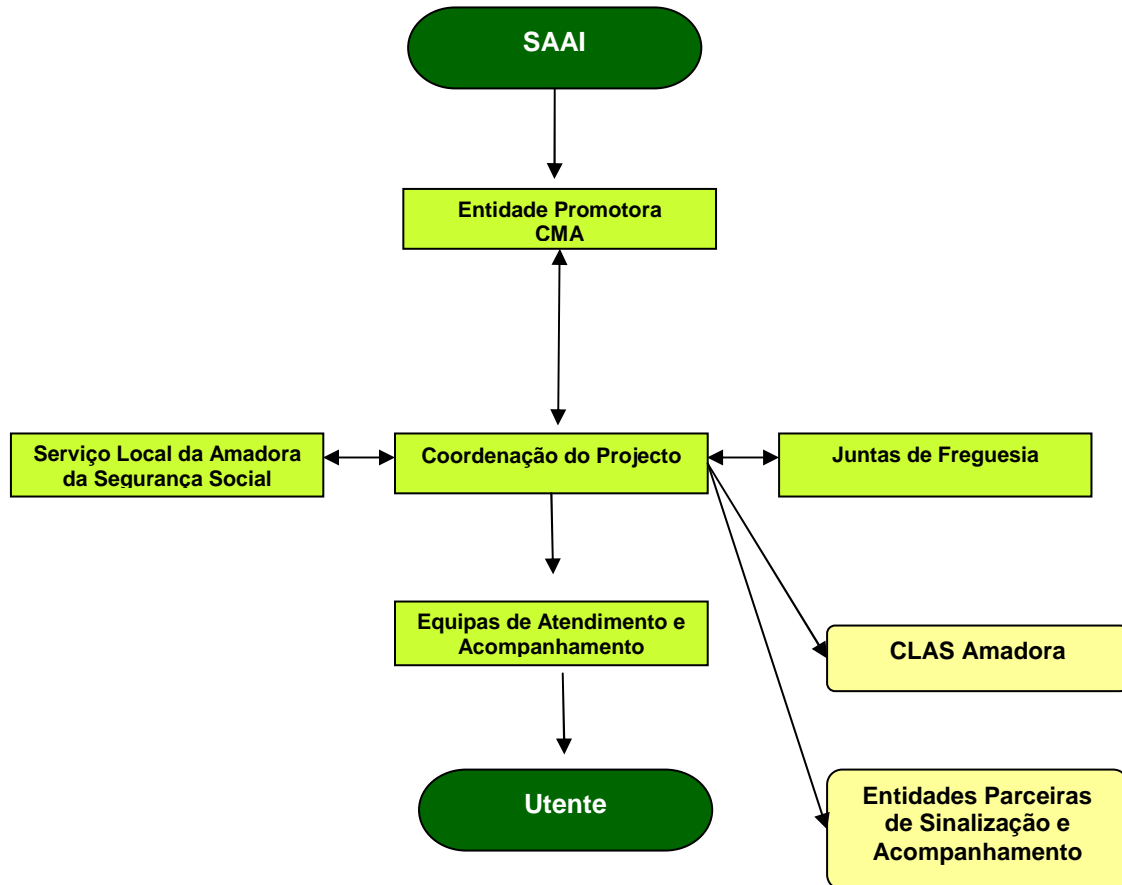 SAAI
Entidade Promotora
CMA
Serviço Local da Amadora
da Segurança Social
Coordenação do Projecto
Juntas de Freguesia
Equipas de Atendimento e
Acompanhamento
CLAS Amadora
Utente
Entidades Parceiras
de Sinalização e
Acompanhamento